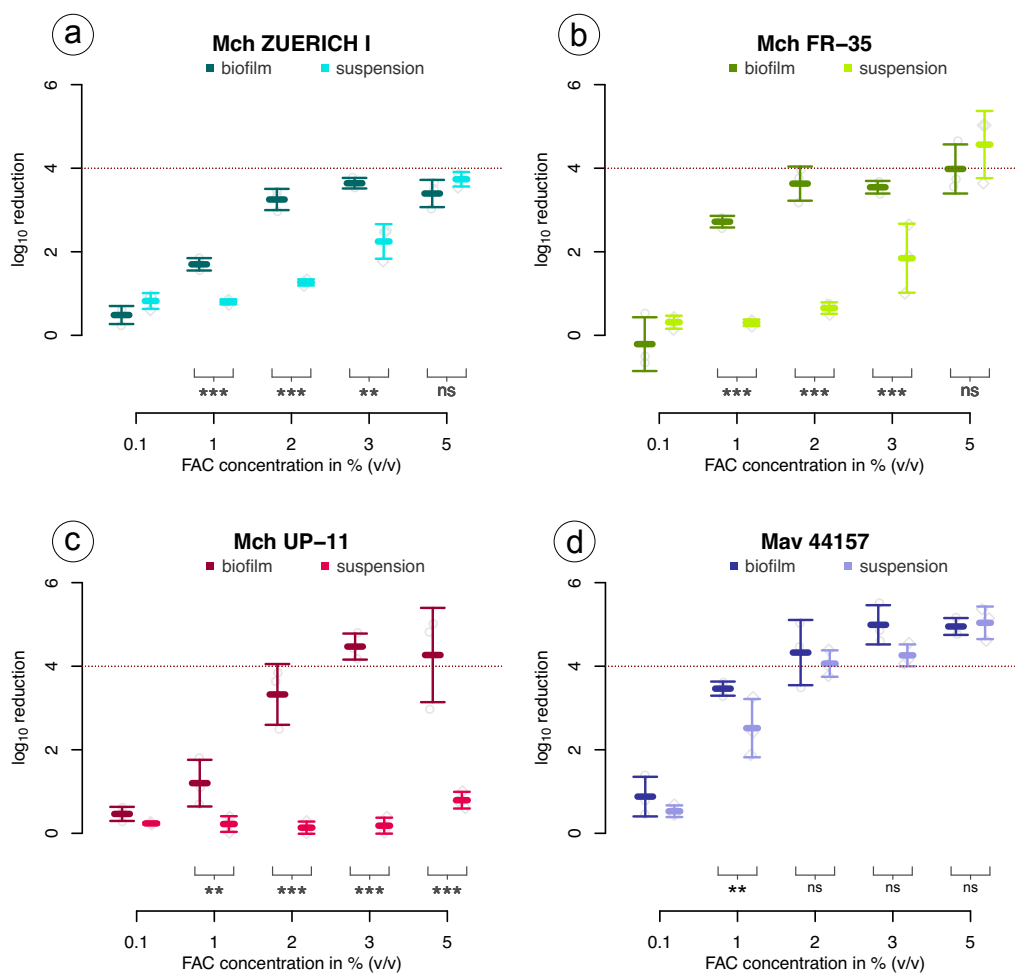 a
Mch ZUERICH I
biofilm suspension
6
4
2
0
log10 reduction
*** *** ** ns
0.1 1 2 3 5
FAC concentration in % (v/v)
b
Mch FR−35
biofilm suspension
6
4
2
0
log10 reduction
*** *** *** ns
0.1 1 2 3 5
FAC concentration in % (v/v)
c
Mch UP−11
biofilm suspension
6
4
2
0
log10 reduction
** *** *** ***
0.1 1 2 3 5
FAC concentration in % (v/v)
d
Mav 44157
biofilm suspension
6
4
2
0
log10 reduction
** ns ns ns
0.1 1 2 3 5
FAC concentration in % (v/v)